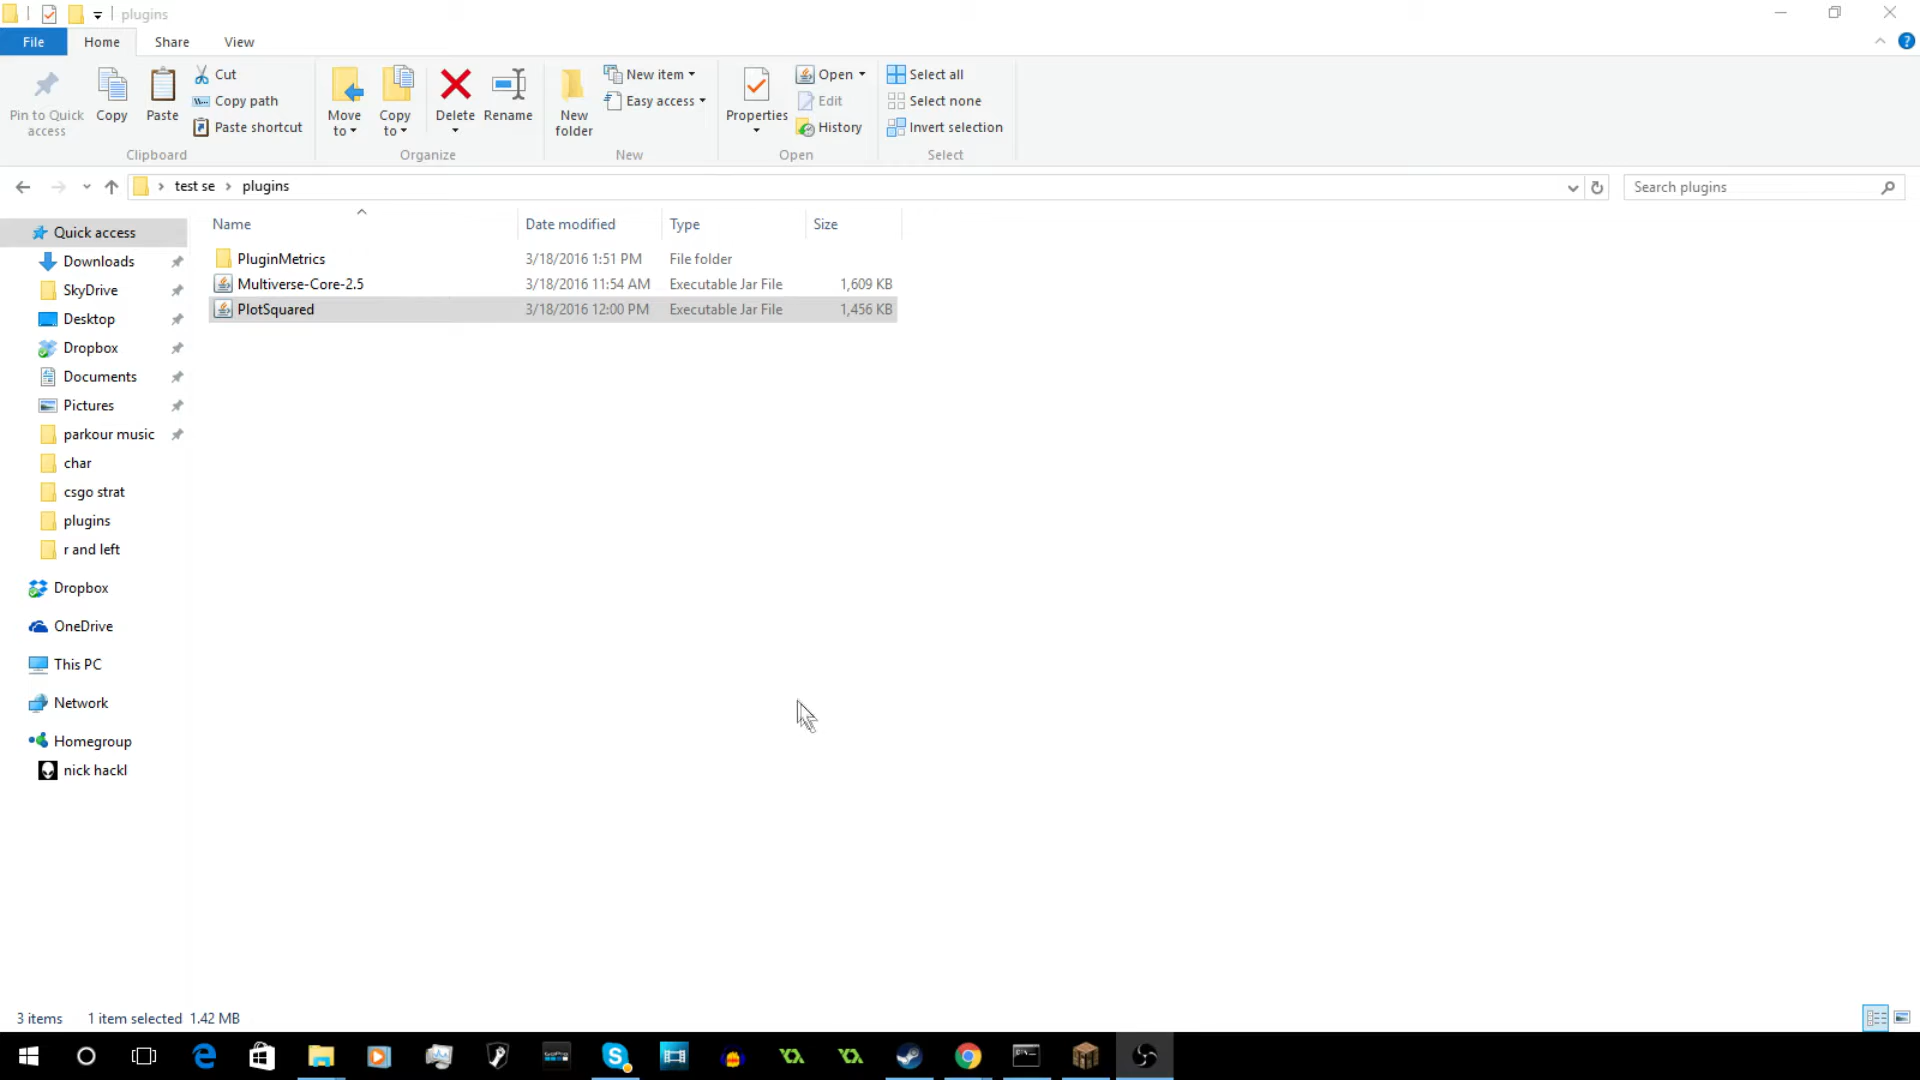 plugins
File Home Share View
Pin to Quick access
Copy
Paste
Cut
Copy path
Paste shortcut
Clipboard
Move to
Copy to
Delete
Rename
Organize
New folder
New item
Easy access
New
Properties
Open
Edit
History
Open
Select all
Select none
Invert selection
Select
test se > plugins
Search plugins
Name Date modified Type Size
PluginMetrics 3/18/2016 1:51 PM File folder
Multiverse-Core-2.5 3/18/2016 11:54 AM Executable Jar File 1,609 KB
PlotSquared 3/18/2016 12:00 PM Executable Jar File 1,456 KB
Quick access
Downloads
SkyDrive
Desktop
Dropbox
Documents
Pictures
parkour music
char
csgo strat
plugins
r and left
Dropbox
OneDrive
This PC
Network
Homegroup
nick hackl
3 items 1 item selected 1.42 MB